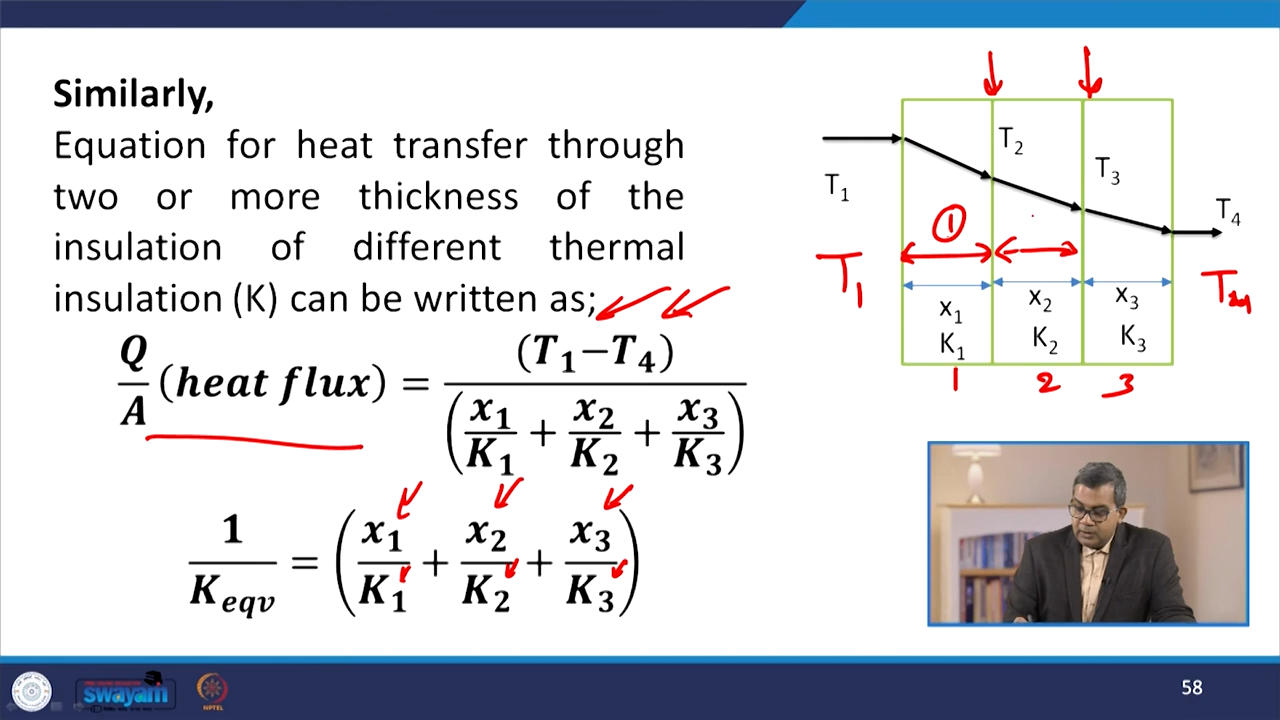 Similarly,
Equation for heat transfer through
two or more thickness of the
insulation of different thermal
insulation (K) can be written as;
Q/A (heat flux) = (T₁−T₄) / (x₁/K₁ + x₂/K₂ + x₃/K₃)
1/K_eqv = (x₁/K₁ + x₂/K₂ + x₃/K₃)
T₂
T₃
T₁
T₄
①
T₁
x₁ x₂ x₃
K₁ K₂ K₃
1 2 3
swayam
NPTEL
58